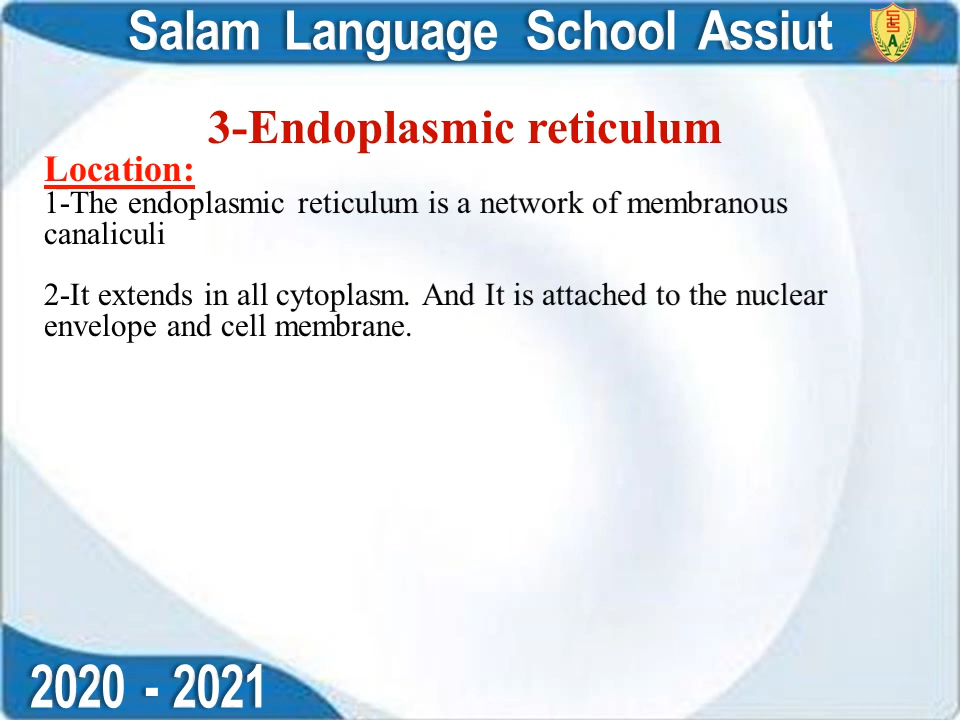 Salam Language School Assiut
3-Endoplasmic reticulum
Location:
1-The endoplasmic reticulum is a network of membranous
canaliculi
2-It extends in all cytoplasm. And It is attached to the nuclear
envelope and cell membrane.
2020 - 2021